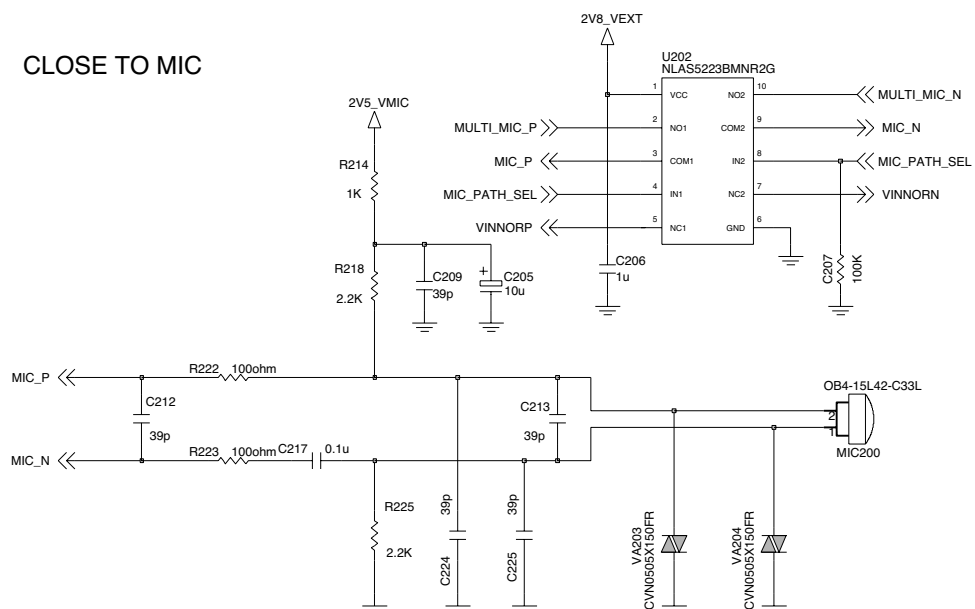 CLOSE TO MIC
2V8_VEXT
U202
NLAS5223BMNR2G
1 VCC NO2 10
MULTI_MIC_N
2V5_VMIC
MULTI_MIC_P
2 NO1 COM2 9
MIC_N
MIC_P
3 COM1 IN2 8
MIC_PATH_SEL
MIC_PATH_SEL
4 IN1 NC2 7
VINNORN
VINNORP
5 NC1 GND 6
R214
1K
R218
2.2K
C209
39p
+
C205
10u
C206
1u
C207
100K
MIC_P
R222 100ohm
C212
39p
C213
39p
OB4-15L42-C33L
2
1
MIC200
MIC_N
R223 100ohm
C217 0.1u
R225
2.2K
39p
C224
39p
C225
VA203
CVN0505X150FR
VA204
CVN0505X150FR